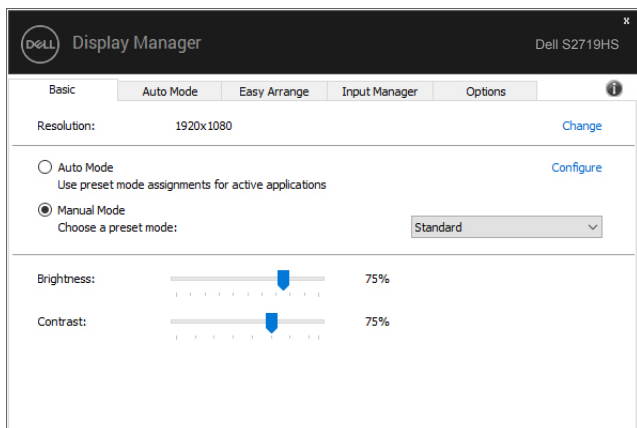 x
DELL Display Manager Dell S2719HS
Basic Auto Mode Easy Arrange Input Manager Options i
Resolution: 1920x1080 Change
Auto Mode Configure
Use preset mode assignments for active applications
Manual Mode
Choose a preset mode: Standard
Brightness: 75%
Contrast: 75%